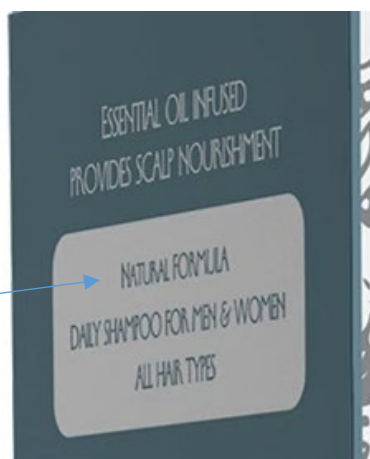 ESSENTIAL OIL INFUSED
PROVIDES SCALP NOURISHMENT
NATURAL FORMULA
DAILY SHAMPOO FOR MEN & WOMEN
ALL HAIR TYPES